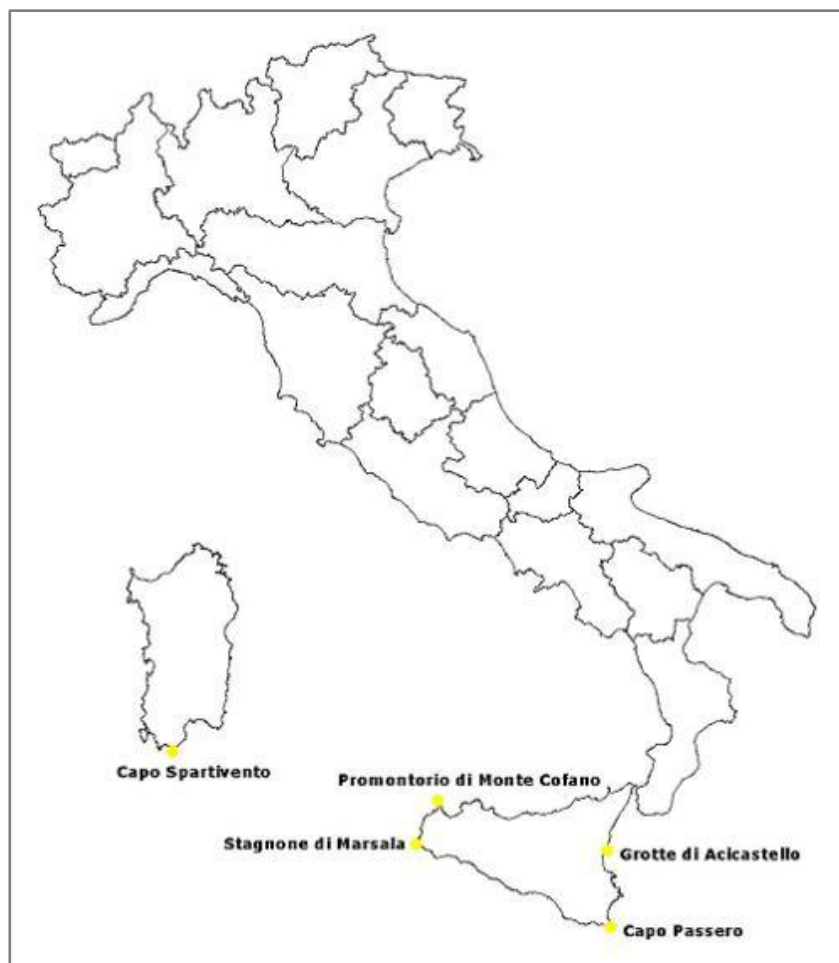 Capo Spartivento
Promontorio di Monte Cofano
Stagnone di Marsala
Grotte di Acicastello
Capo Passero